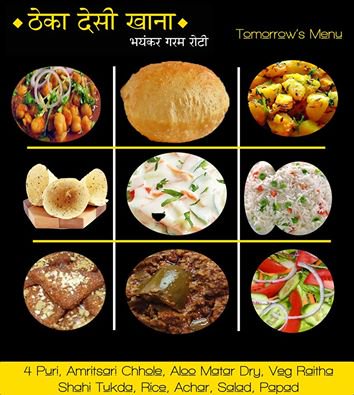 ठेका देसी खाना
भयंकर गरम रोटी
Tomorrow's Menu
4 Puri, Amritsari Chhole, Aloo Matar Dry, Veg Raitha
Shahi Tukda, Rice, Achar, Salad, Papad